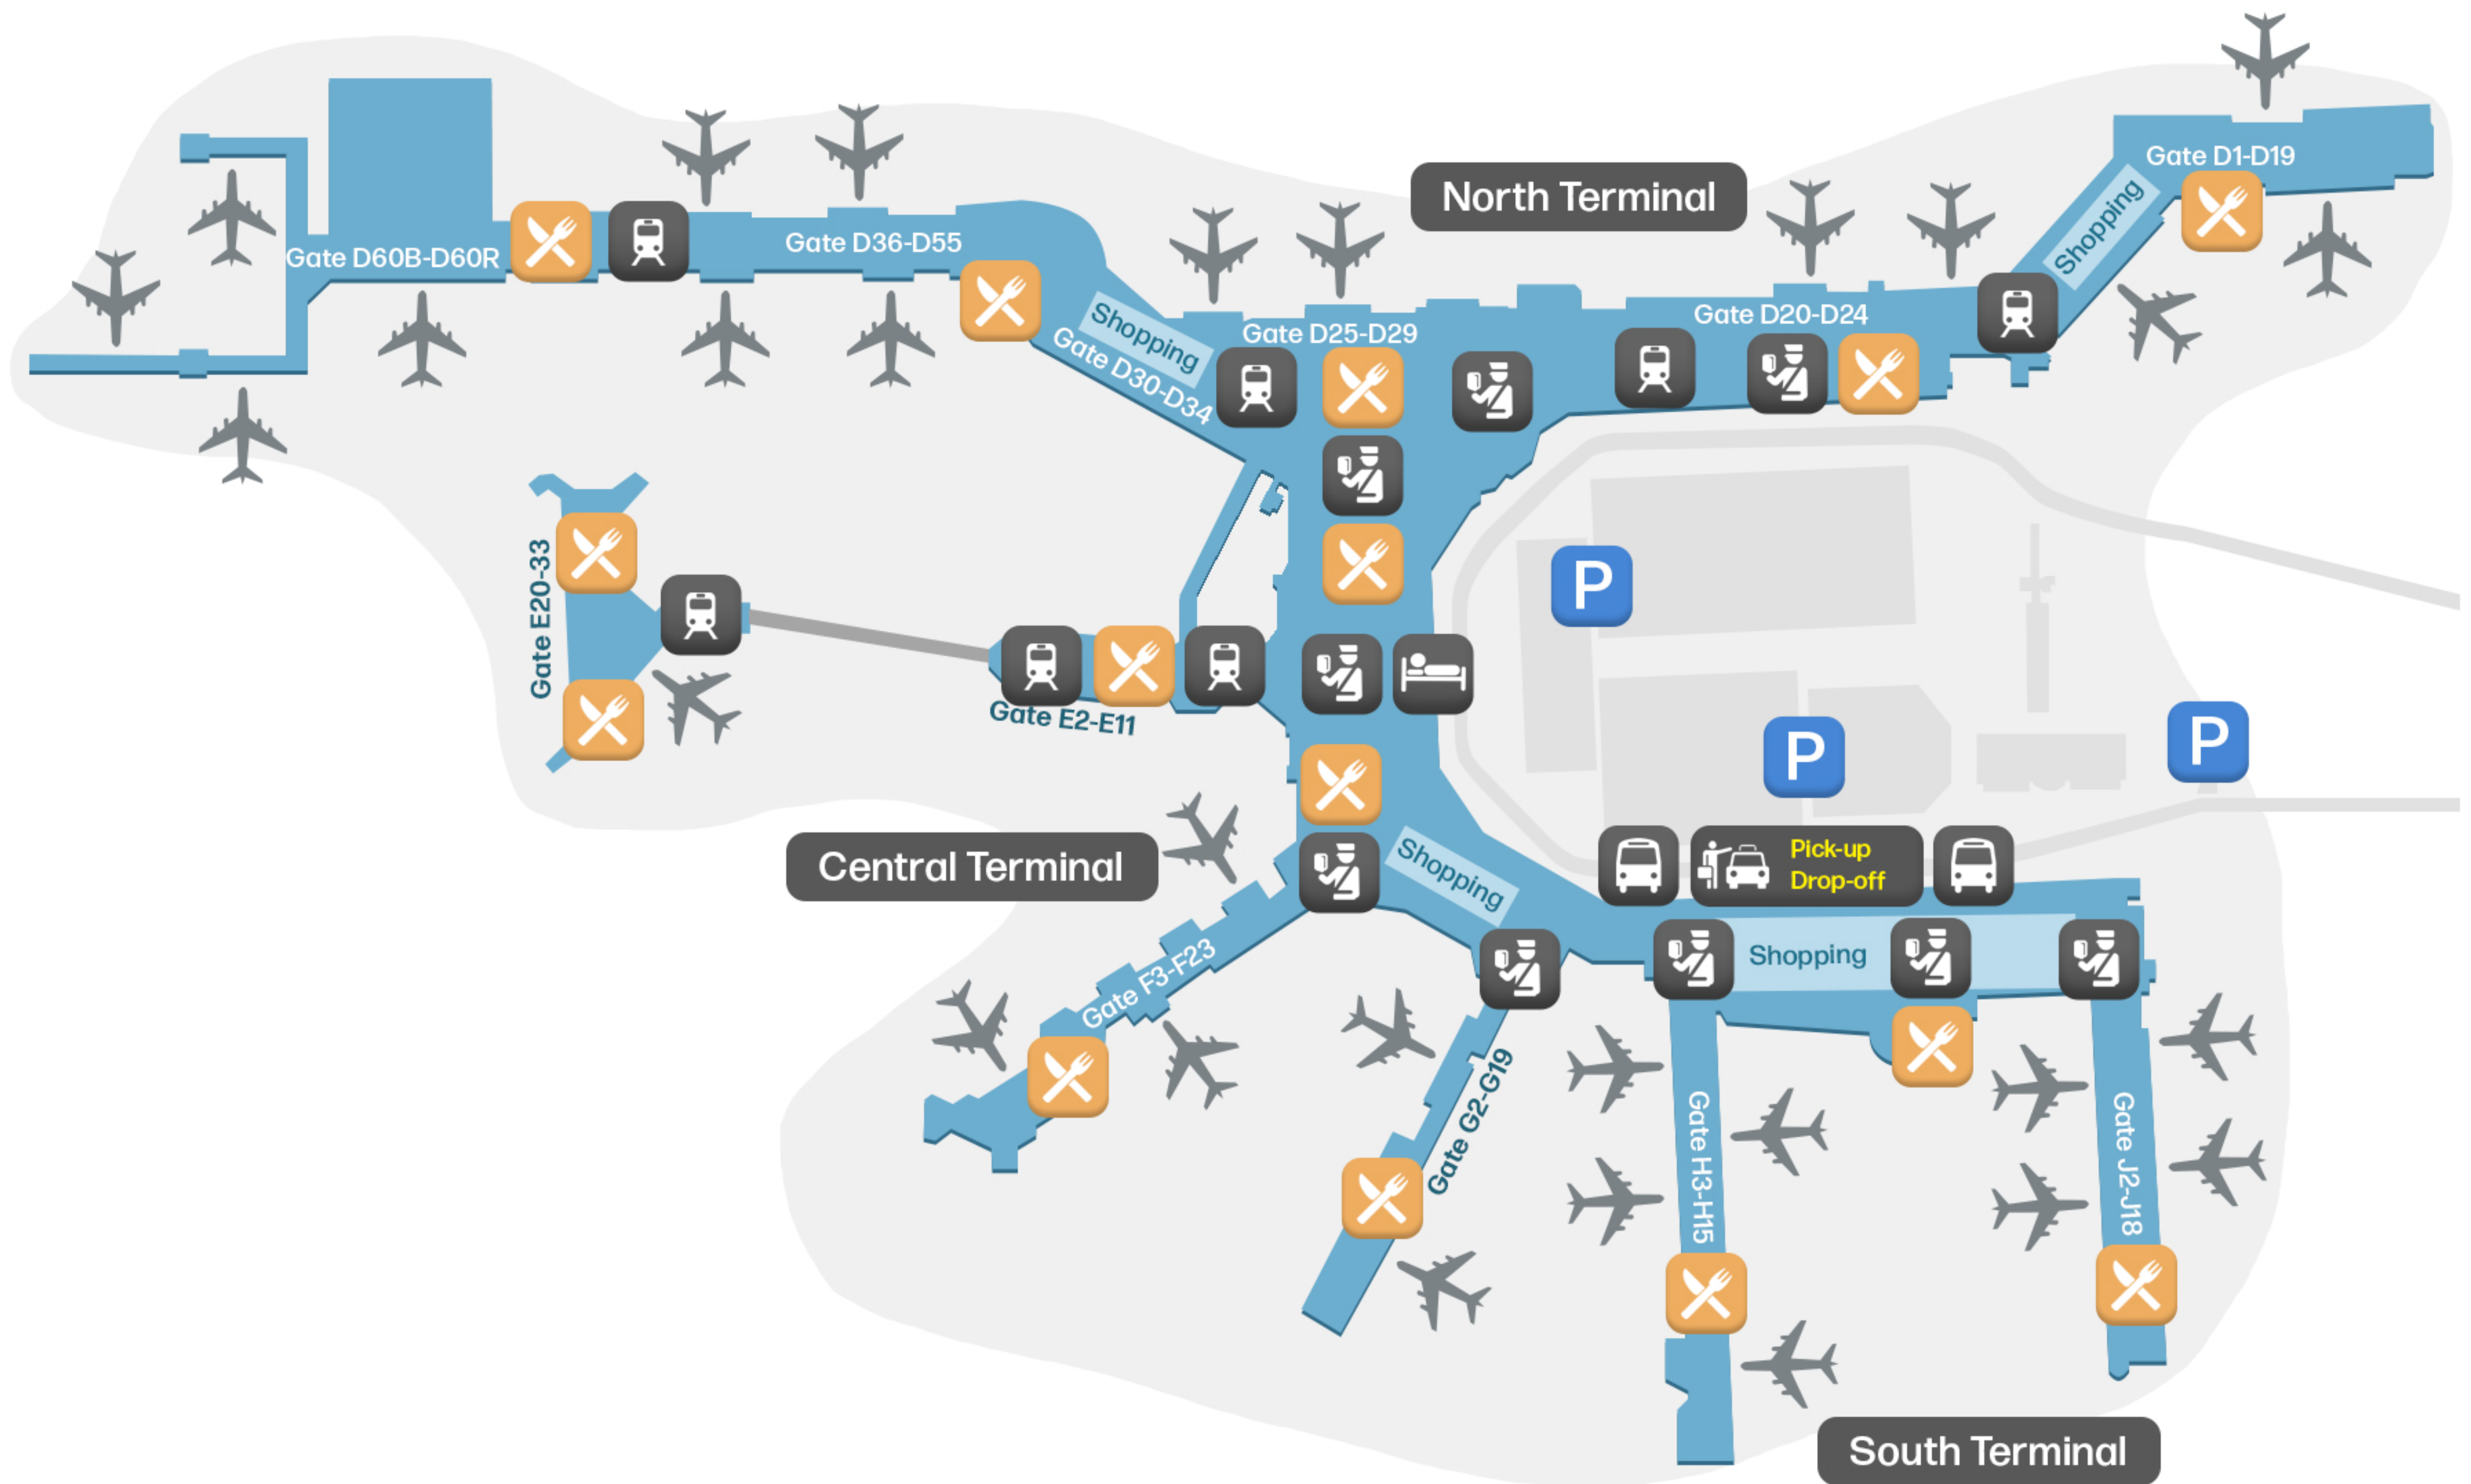 North Terminal
Gate D1-D19
Shopping
Gate D60B-D60R
Gate D36-D55
Shopping
Gate D30-D34
Gate D25-D29
Gate D20-D24
Gate E20-33
P
Gate E2-E11
P
P
Central Terminal
Shopping
Pick-up
Drop-off
Shopping
Gate F3-F23
Gate G2-G19
Gate H3-H15
Gate J2-J18
South Terminal